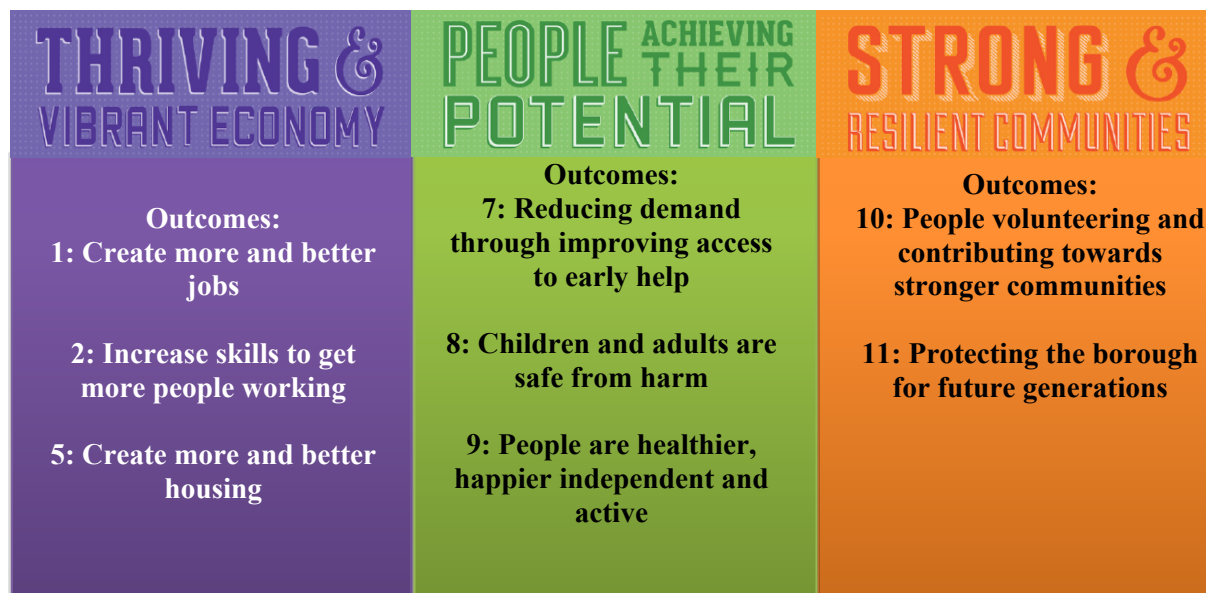 THRIVING &
VIBRANT ECONOMY
Outcomes:
1: Create more and better
jobs
2: Increase skills to get
more people working
5: Create more and better
housing
PEOPLE ACHIEVING
THEIR
POTENTIAL
Outcomes:
7: Reducing demand
through improving access
to early help
8: Children and adults are
safe from harm
9: People are healthier,
happier independent and
active
STRONG &
RESILIENT COMMUNITIES
Outcomes:
10: People volunteering and
contributing towards
stronger communities
11: Protecting the borough
for future generations